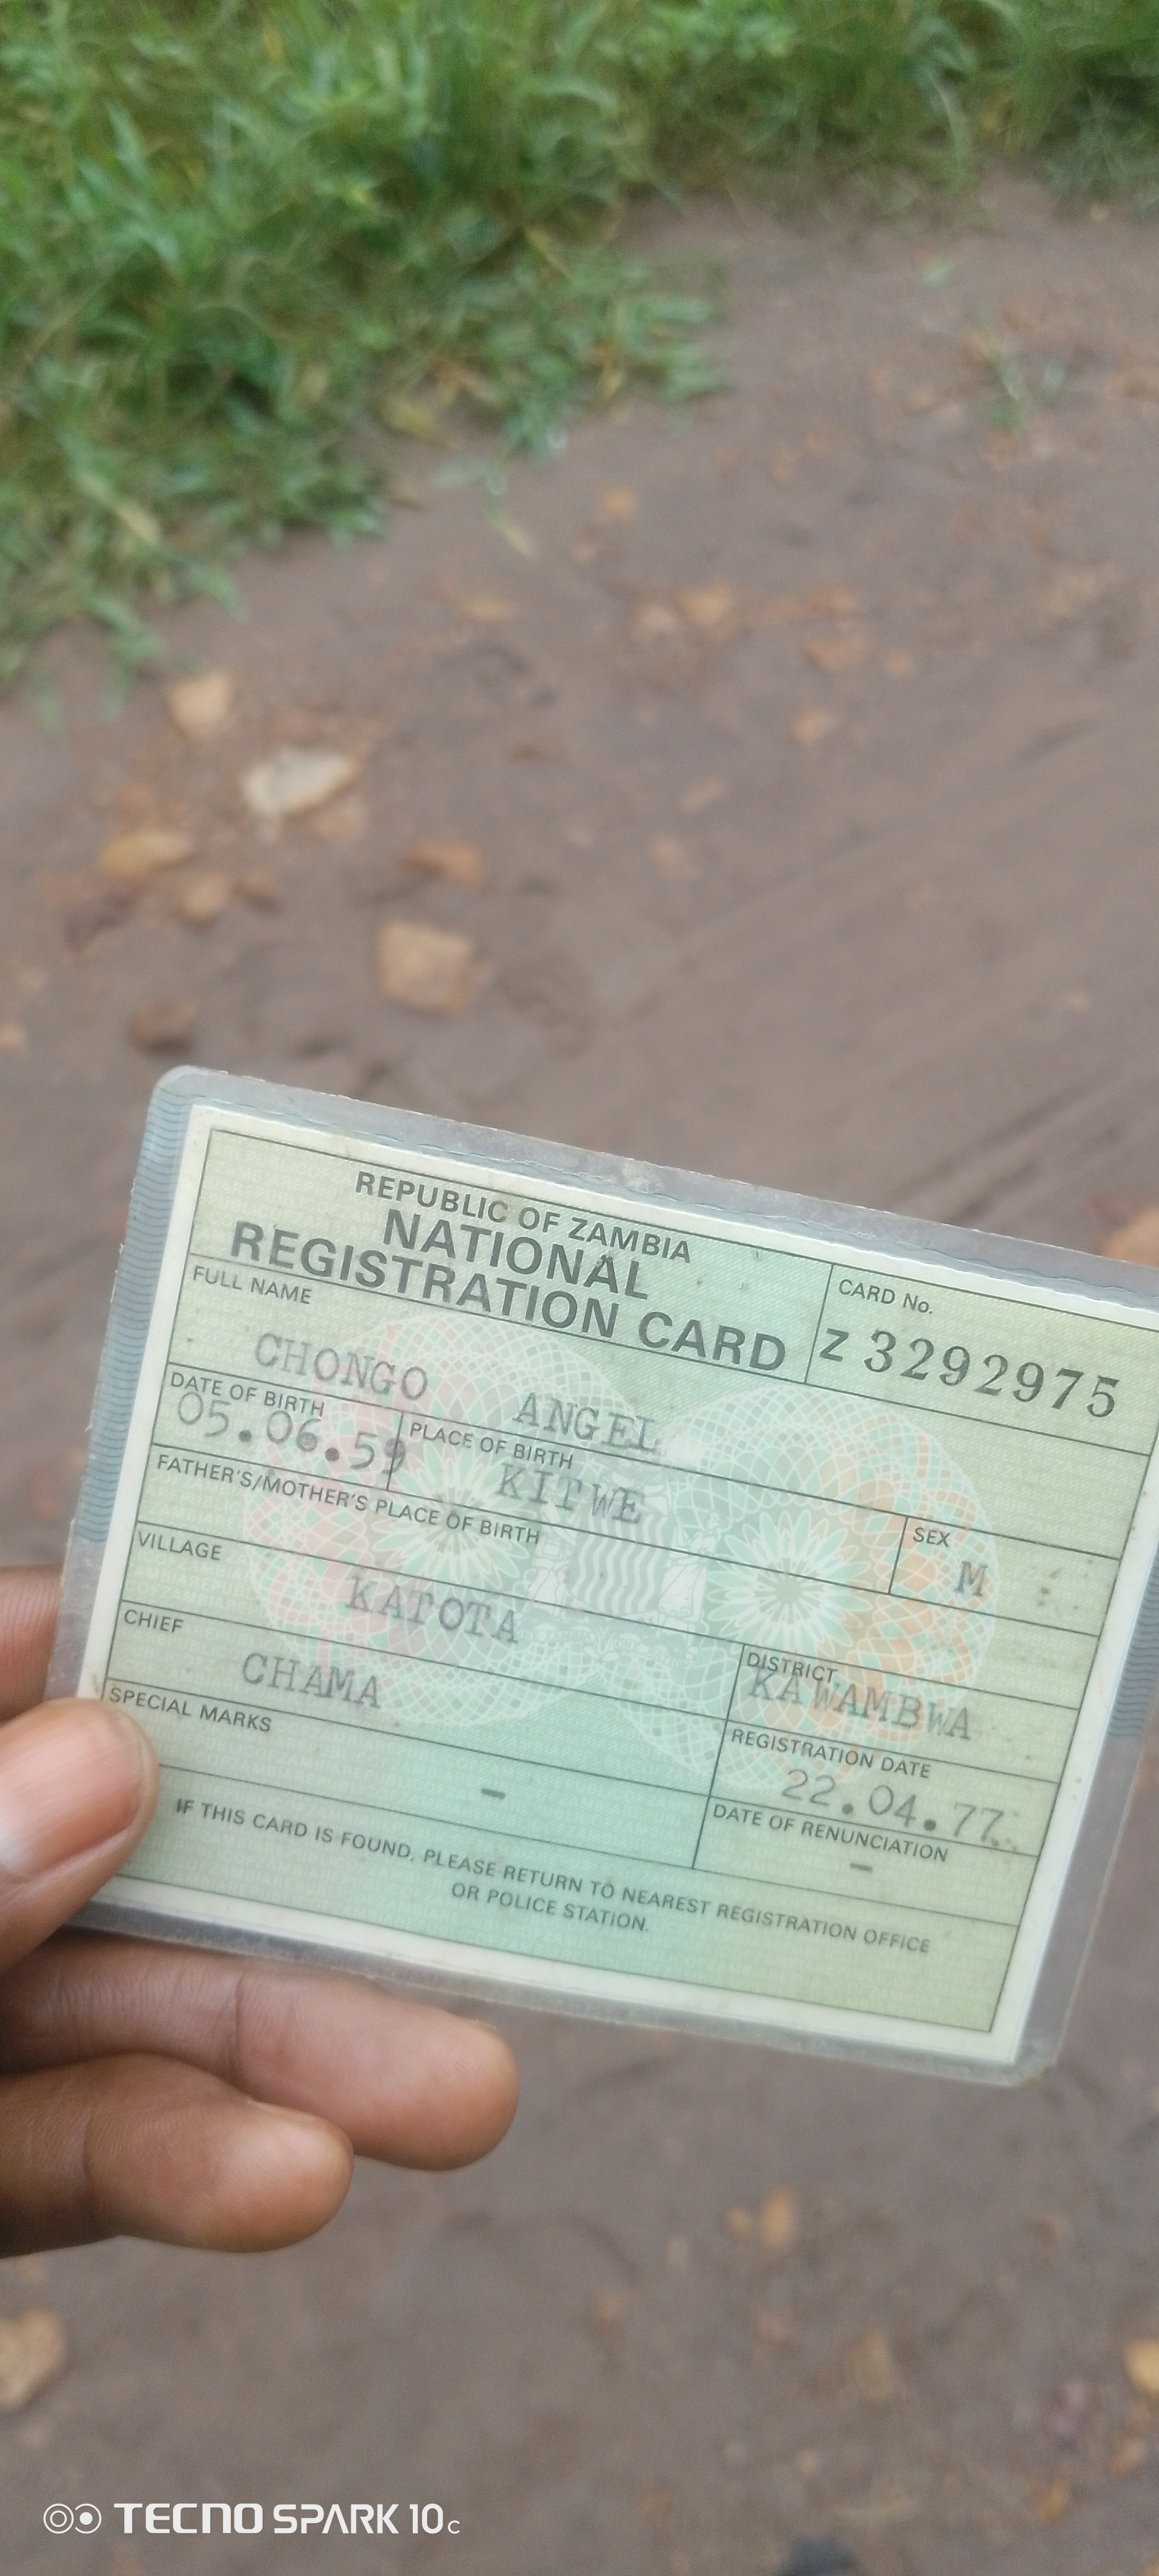 REPUBLIC OF ZAMBIA
NATIONAL
REGISTRATION CARD
CARD No.
Z 3292975
FULL NAME
CHONGO ANGEL
DATE OF BIRTH
05.06.59
PLACE OF BIRTH
KITWE
SEX
M
FATHER'S/MOTHER'S PLACE OF BIRTH
VILLAGE
KATOTA
DISTRICT
KAWAMBWA
CHIEF
CHAMA
REGISTRATION DATE
22.04.77.
SPECIAL MARKS
-
DATE OF RENUNCIATION
-
IF THIS CARD IS FOUND, PLEASE RETURN TO NEAREST REGISTRATION OFFICE
OR POLICE STATION.
TECNO SPARK 10C